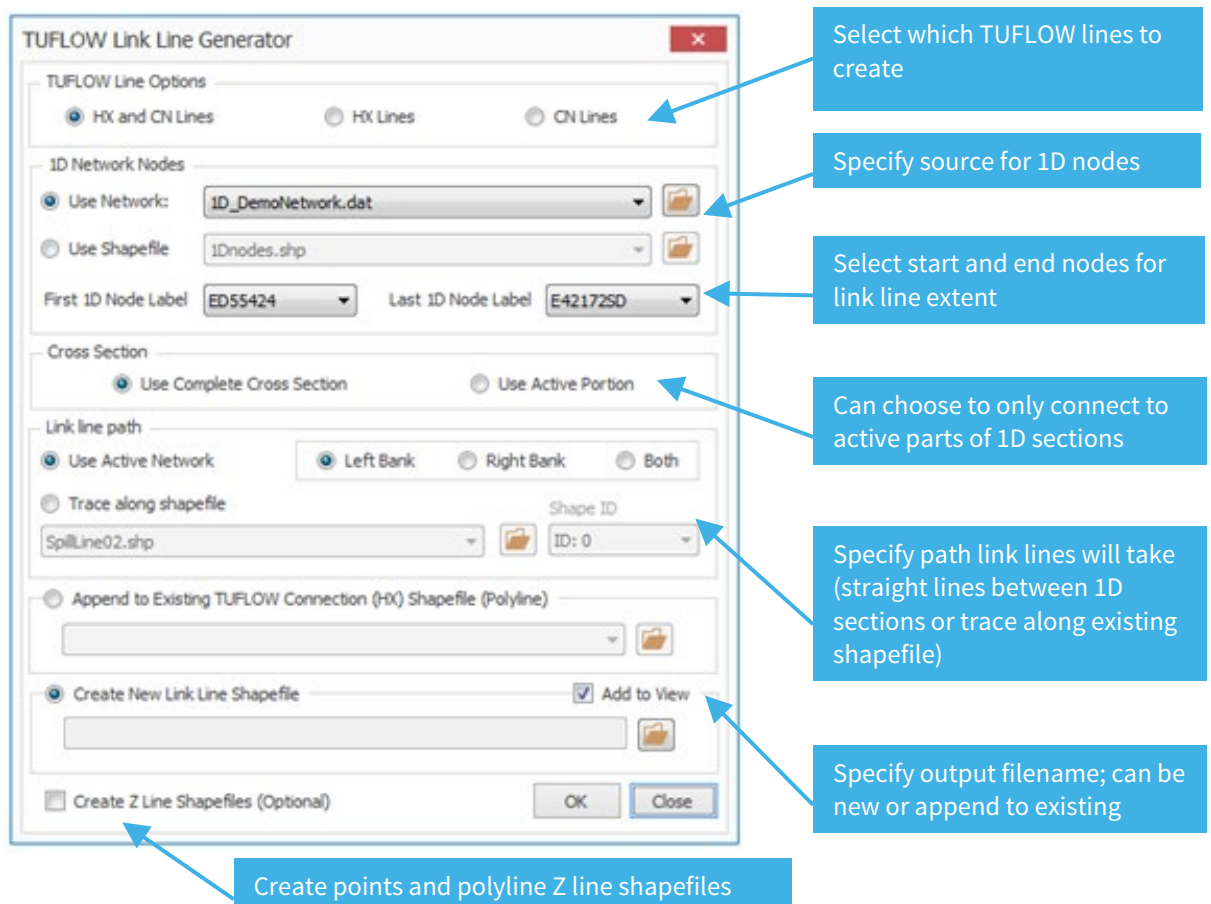 TUFLOW Link Line Generator
TUFLOW Line Options
HX and CN Lines
HX Lines
CN Lines
1D Network Nodes
Use Network:
1D_DemoNetwork.dat
Use Shapefile
1Dnodes.shp
First 1D Node Label
ED55424
Last 1D Node Label
E42172SD
Cross Section
Use Complete Cross Section
Use Active Portion
Link line path
Use Active Network
Left Bank
Right Bank
Both
Trace along shapefile
Shape ID
SpillLine02.shp
ID: 0
Append to Existing TUFLOW Connection (HX) Shapefile (Polyline)
Create New Link Line Shapefile
Add to View
Create Z Line Shapefiles (Optional)
OK
Close
Select which TUFLOW lines to
create
Specify source for 1D nodes
Select start and end nodes for
link line extent
Can choose to only connect to
active parts of 1D sections
Specify path link lines will take
(straight lines between 1D
sections or trace along existing
shapefile)
Specify output filename; can be
new or append to existing
Create points and polyline Z line shapefiles